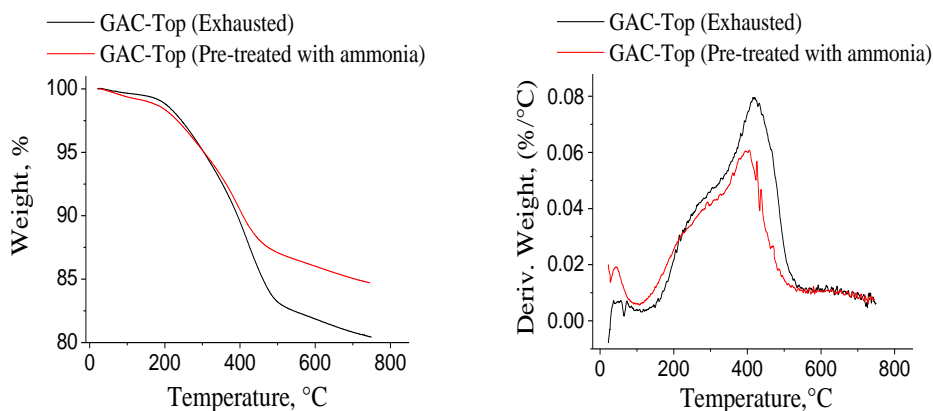 GAC-Top (Exhausted)
GAC-Top (Pre-treated with ammonia)
100
95
90
85
80
Weight, %
0
200
400
600
800
Temperature, °C
GAC-Top (Exhausted)
GAC-Top (Pre-treated with ammonia)
0.08
0.06
0.04
0.02
0.00
Deriv. Weight, (%/°C)
0
200
400
600
800
Temperature,°C